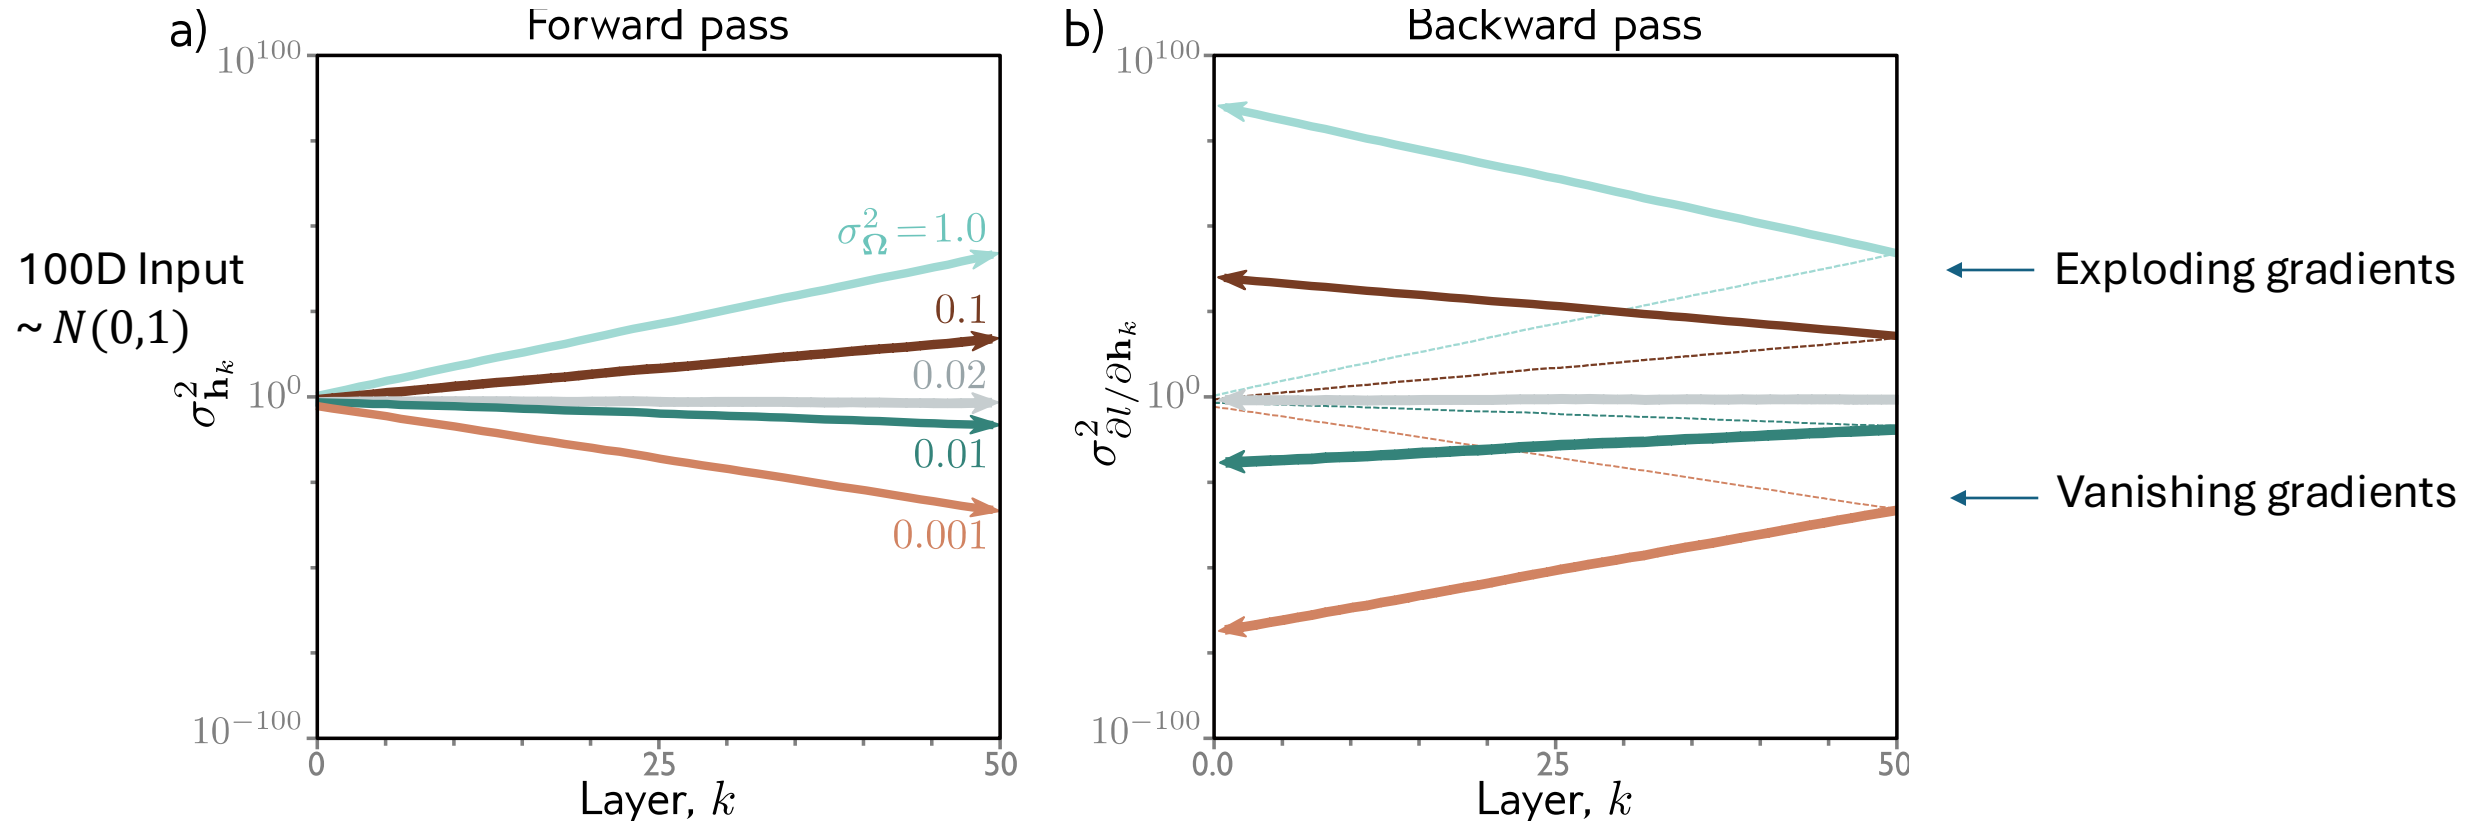 a) Forward pass
b) Backward pass
10^100
10^100
σ²_Ω = 1.0
100D Input
~ N(0,1)
Exploding gradients
0.1
0.02
σ²_{h_k}
10^0
σ²_{∂l/∂h_k}
10^0
0.01
Vanishing gradients
0.001
10^−100
10^−100
0 25 50
0.0 25 50
Layer, k
Layer, k